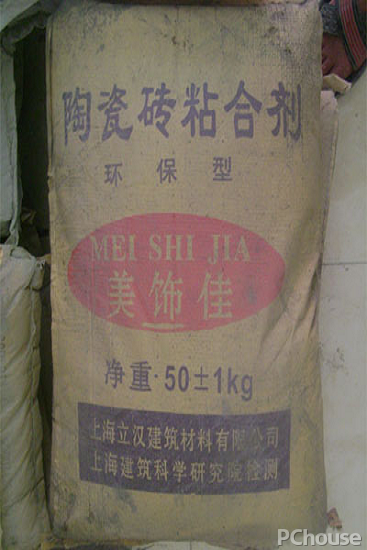 陶瓷砖粘合剂
环保型
MEI SHI JIA
美饰佳
净重·50±1kg
上海立汉建筑材料有限公司
上海建筑科学研究院检测
PChouse